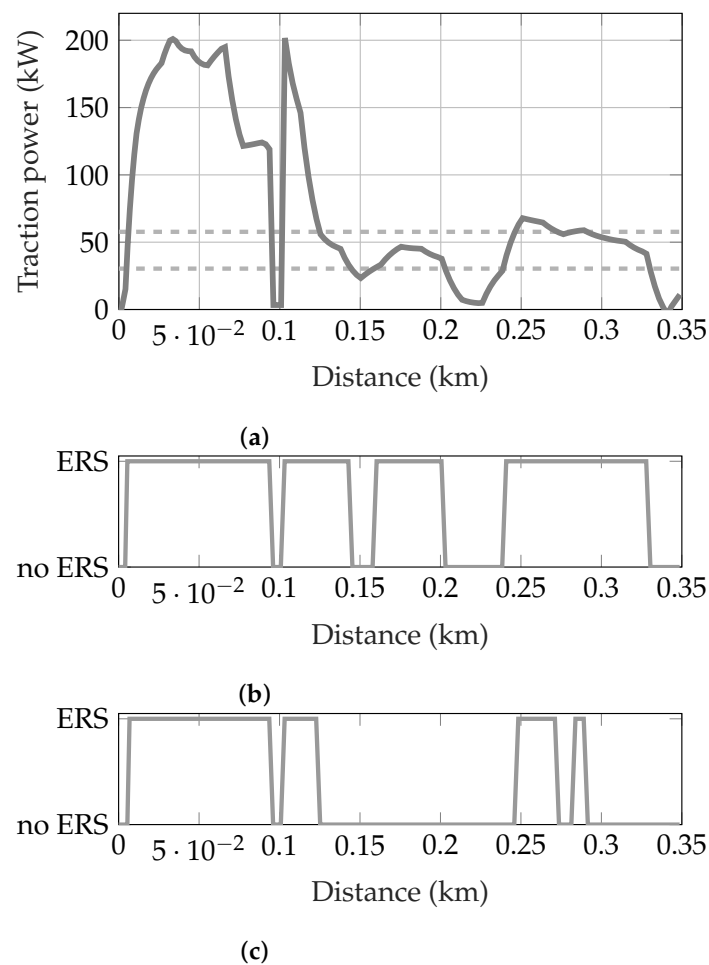 Traction power (kW)
200
150
100
50
0
0 5 · 10−2 0.1 0.15 0.2 0.25 0.3 0.35
Distance (km)
(a)
ERS
no ERS
0 5 · 10−2 0.1 0.15 0.2 0.25 0.3 0.35
Distance (km)
(b)
ERS
no ERS
0 5 · 10−2 0.1 0.15 0.2 0.25 0.3 0.35
Distance (km)
(c)